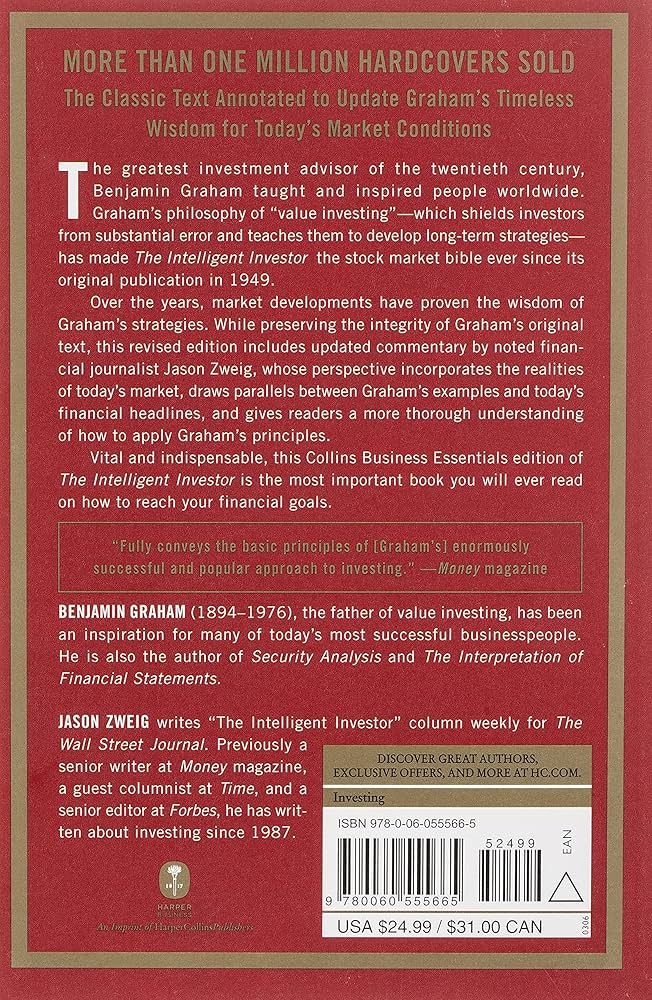 MORE THAN ONE MILLION HARDCOVERS SOLD
The Classic Text Annotated to Update Graham's Timeless
Wisdom for Today's Market Conditions
The greatest investment advisor of the twentieth century,
Benjamin Graham taught and inspired people worldwide.
Graham's philosophy of “value investing”—which shields investors
from substantial error and teaches them to develop long-term strategies—
has made The Intelligent Investor the stock market bible ever since its
original publication in 1949.
Over the years, market developments have proven the wisdom of
Graham's strategies. While preserving the integrity of Graham's original
text, this revised edition includes updated commentary by noted finan-
cial journalist Jason Zweig, whose perspective incorporates the realities
of today's market, draws parallels between Graham's examples and today's
financial headlines, and gives readers a more thorough understanding
of how to apply Graham's principles.
Vital and indispensable, this Collins Business Essentials edition of
The Intelligent Investor is the most important book you will ever read
on how to reach your financial goals.
“Fully conveys the basic principles of [Graham's] enormously
successful and popular approach to investing.” —Money magazine
BENJAMIN GRAHAM (1894–1976), the father of value investing, has been
an inspiration for many of today's most successful businesspeople.
He is also the author of Security Analysis and The Interpretation of
Financial Statements.
JASON ZWEIG writes “The Intelligent Investor” column weekly for The
Wall Street Journal. Previously a
senior writer at Money magazine,
a guest columnist at Time, and a
senior editor at Forbes, he has writ-
ten about investing since 1987.
18 17
HARPER
BUSINESS
An Imprint of HarperCollinsPublishers
DISCOVER GREAT AUTHORS,
EXCLUSIVE OFFERS, AND MORE AT HC.COM.
Investing
ISBN 978-0-06-055566-5
52499
EAN
9 780060 555665
USA $24.99 / $31.00 CAN
0306